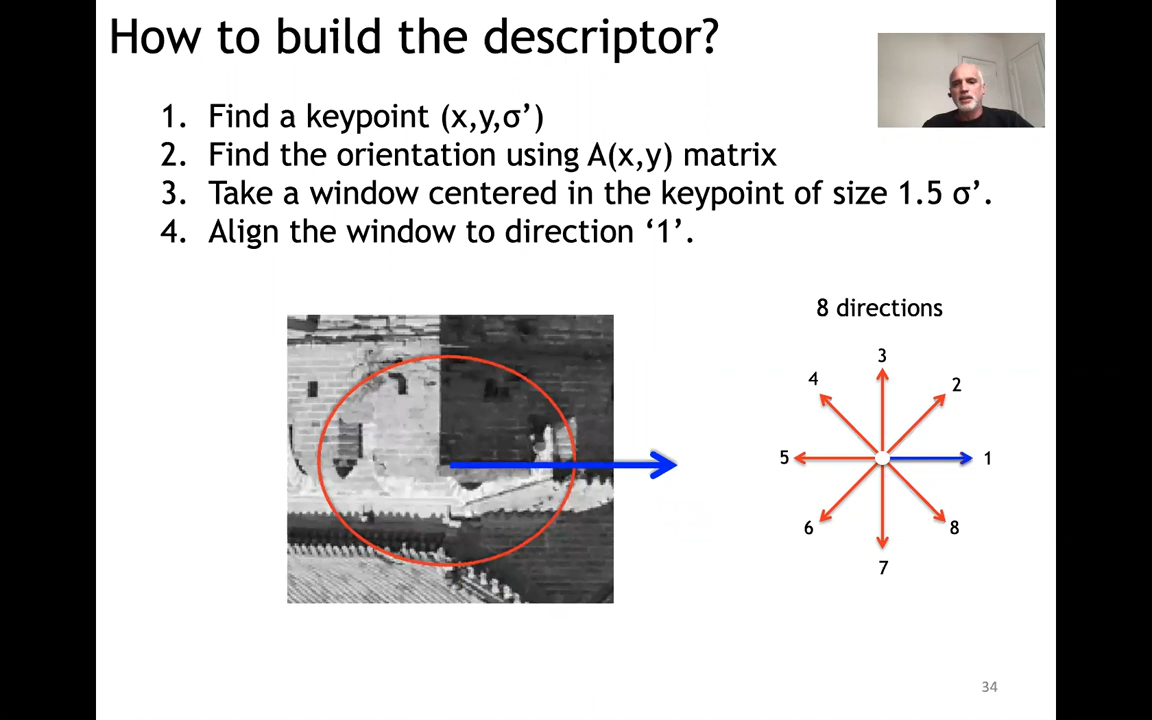 How to build the descriptor?
1. Find a keypoint (x,y,σ’)
2. Find the orientation using A(x,y) matrix
3. Take a window centered in the keypoint of size 1.5 σ’.
4. Align the window to direction ‘1’.
8 directions
3
4
2
5
1
6
8
7
34